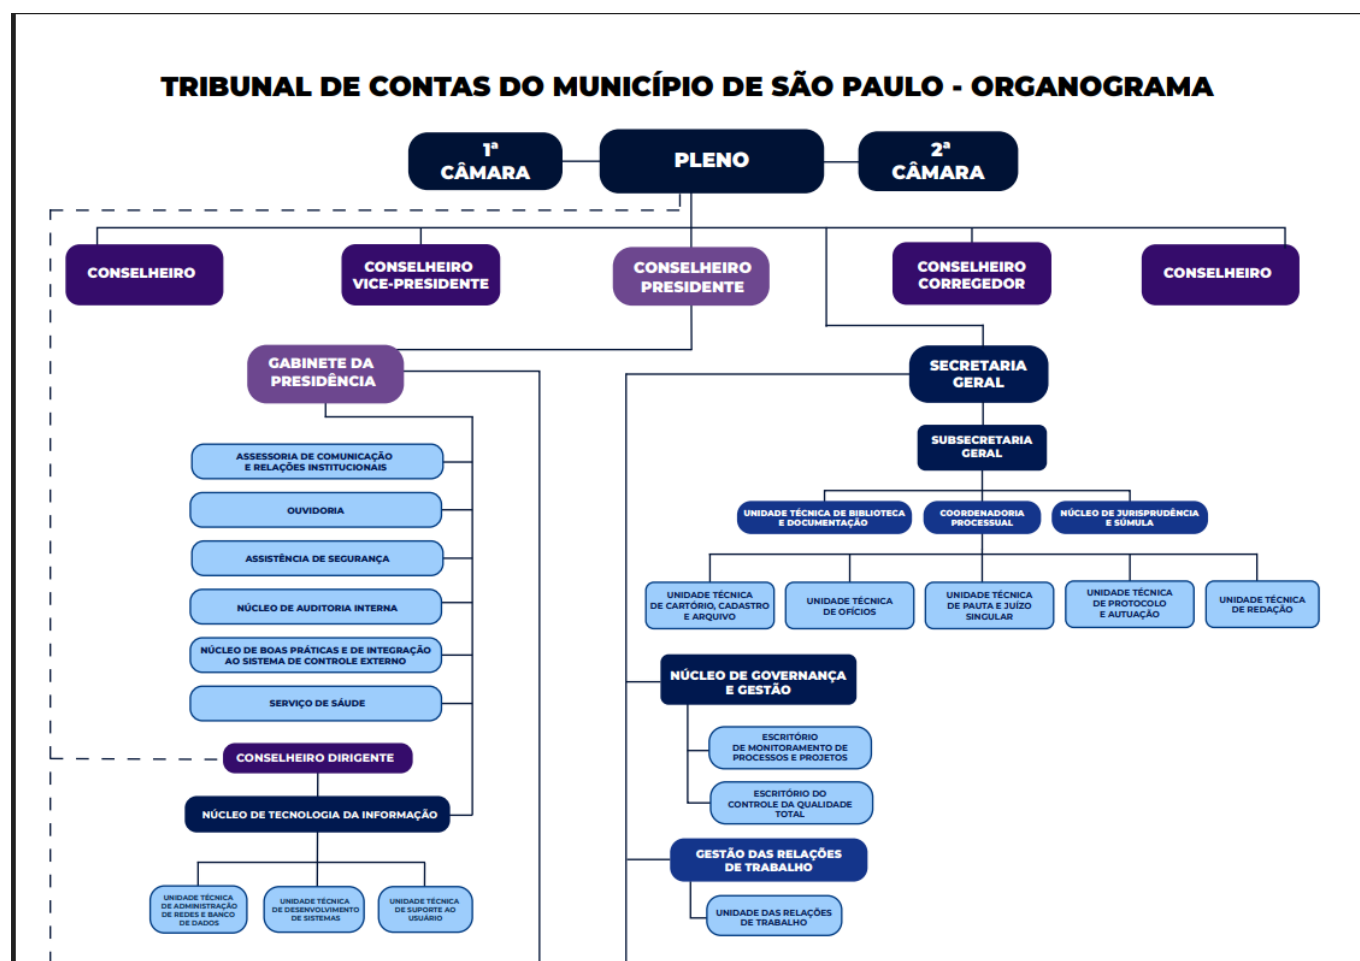 TRIBUNAL DE CONTAS DO MUNICÍPIO DE SÃO PAULO - ORGANOGRAMA
1ª
CÂMARA
PLENO
2ª
CÂMARA
CONSELHEIRO
CONSELHEIRO
VICE-PRESIDENTE
CONSELHEIRO
PRESIDENTE
CONSELHEIRO
CORREGEDOR
CONSELHEIRO
GABINETE DA
PRESIDÊNCIA
SECRETARIA
GERAL
SUBSECRETARIA
GERAL
ASSESSORIA DE COMUNICAÇÃO
E RELAÇÕES INSTITUCIONAIS
OUVIDORIA
ASSISTÊNCIA DE SEGURANÇA
NÚCLEO DE AUDITORIA INTERNA
NÚCLEO DE BOAS PRÁTICAS E DE INTEGRAÇÃO
AO SISTEMA DE CONTROLE EXTERNO
SERVIÇO DE SÁUDE
CONSELHEIRO DIRIGENTE
NÚCLEO DE TECNOLOGIA DA INFORMAÇÃO
UNIDADE TÉCNICA
DE ADMINISTRAÇÃO
DE REDES E BANCO
DE DADOS
UNIDADE TÉCNICA
DE DESENVOLVIMENTO
DE SISTEMAS
UNIDADE TÉCNICA
DE SUPORTE AO
USUÁRIO
UNIDADE TÉCNICA DE BIBLIOTECA
E DOCUMENTAÇÃO
COORDENADORIA
PROCESSUAL
NÚCLEO DE JURISPRUDÊNCIA
E SÚMULA
UNIDADE TÉCNICA
DE CARTÓRIO, CADASTRO
E ARQUIVO
UNIDADE TÉCNICA
DE OFÍCIOS
UNIDADE TÉCNICA
DE PAUTA E JUÍZO
SINGULAR
UNIDADE TÉCNICA
DE PROTOCOLO
E AUTUAÇÃO
UNIDADE TÉCNICA
DE REDAÇÃO
NÚCLEO DE GOVERNANÇA
E GESTÃO
ESCRITÓRIO
DE MONITORAMENTO DE
PROCESSOS E PROJETOS
ESCRITÓRIO DO
CONTROLE DA QUALIDADE
TOTAL
GESTÃO DAS RELAÇÕES
DE TRABALHO
UNIDADE DAS RELAÇÕES
DE TRABALHO